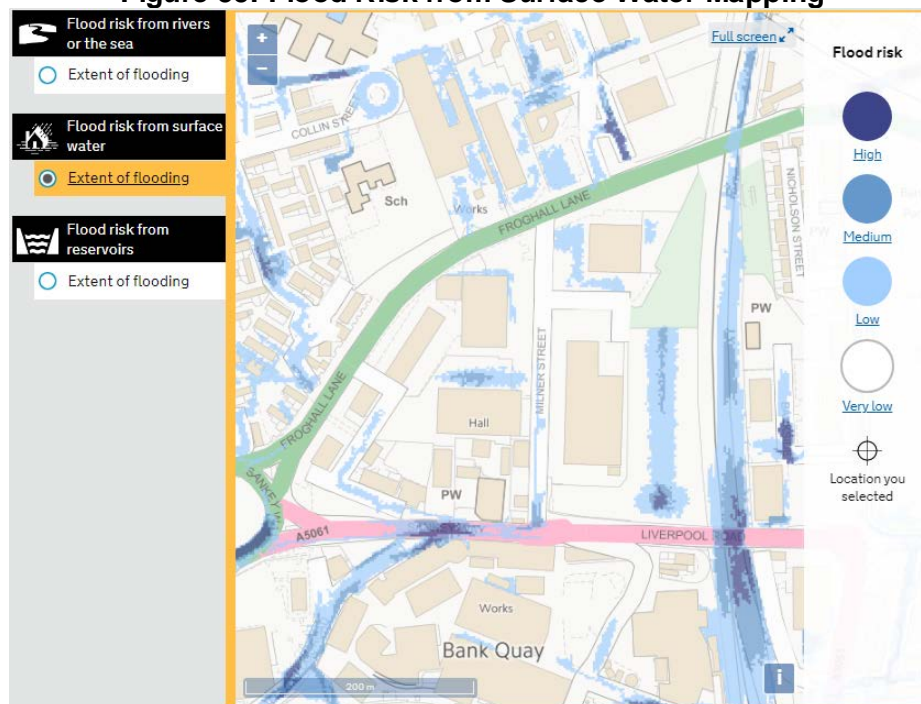 Flood risk from rivers
or the sea
Extent of flooding
Flood risk from surface
water
Extent of flooding
Flood risk from
reservoirs
Extent of flooding
+
−
Full screen
COLLIN STREET
Sch
Works
FROGHALL LANE
NICHOLSON STREET
PW
MILNER STREET
FROGHALL LANE
Hall
PW
A5061
LIVERPOOL ROAD
Works
Bank Quay
200 m
i
Flood risk
High
Medium
Low
Very low
Location you
selected